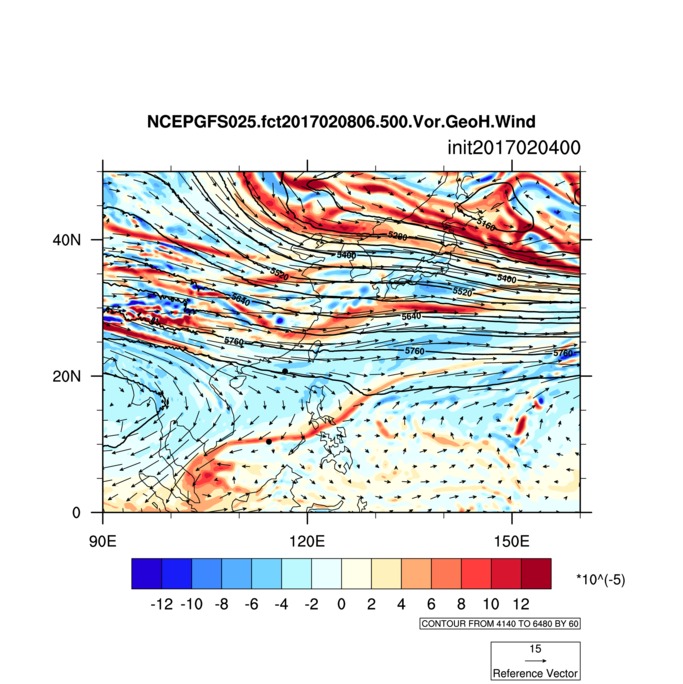 NCEPGFS025.fct2017020806.500.Vor.GeoH.Wind
init2017020400
5160
5280
40N
5400
5520
5400
5520
5640
5640
5760
5760
5760
20N
0
90E 120E 150E
-12 -10 -8 -6 -4 -2 0 2 4 6 8 10 12
*10^(-5)
CONTOUR FROM 4140 TO 6480 BY 60
15
Reference Vector